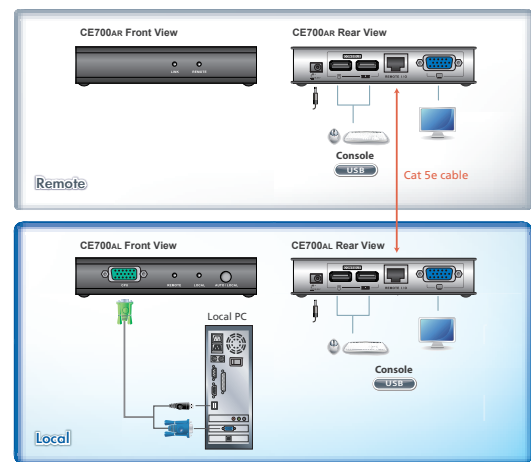 CE700AR Front View
CE700AR Rear View
LINK REMOTE
REMOTE I/O
Console
USB
Cat 5e cable
Remote
CE700AL Front View
CE700AL Rear View
CPU
REMOTE LOCAL AUTO / LOCAL
REMOTE I/O
Local PC
Console
USB
Local